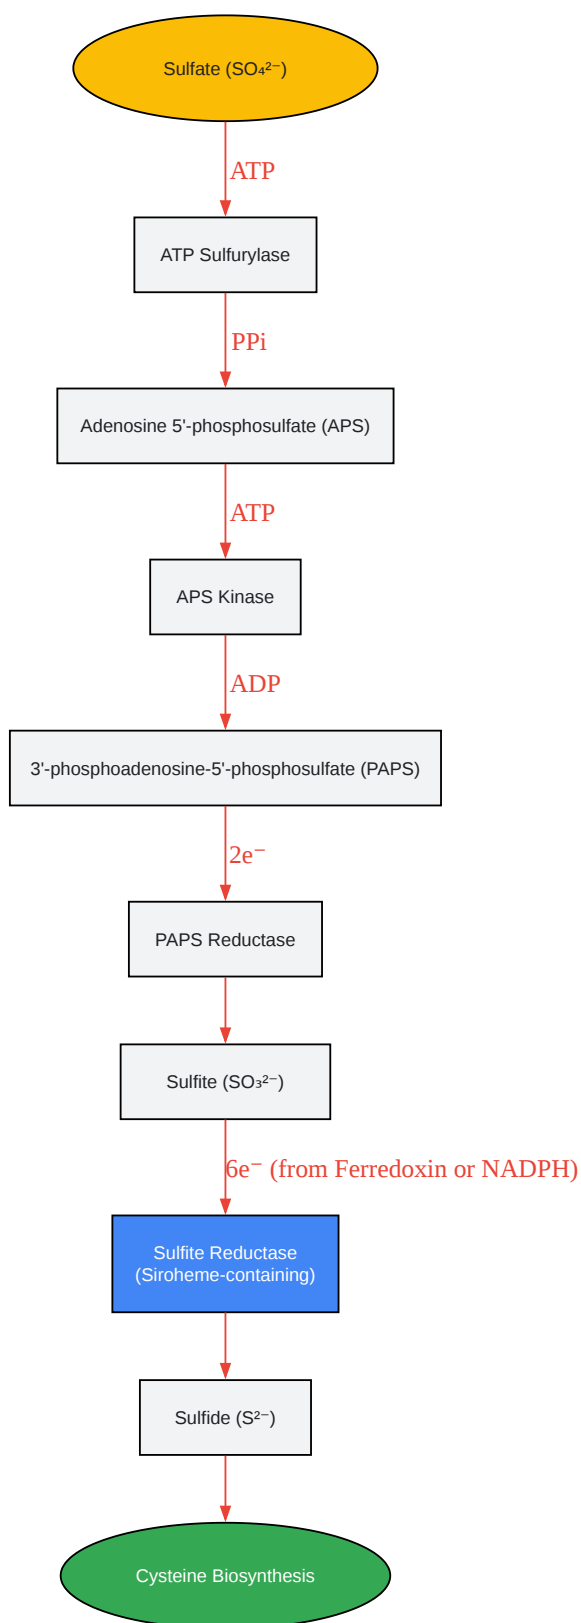 Sulfate (SO₄²⁻)
ATP
ATP Sulfurylase
PPi
Adenosine 5'-phosphosulfate (APS)
ATP
APS Kinase
ADP
3'-phosphoadenosine-5'-phosphosulfate (PAPS)
2e⁻
PAPS Reductase
Sulfite (SO₃²⁻)
6e⁻ (from Ferredoxin or NADPH)
Sulfite Reductase
(Siroheme-containing)
Sulfide (S²⁻)
Cysteine Biosynthesis